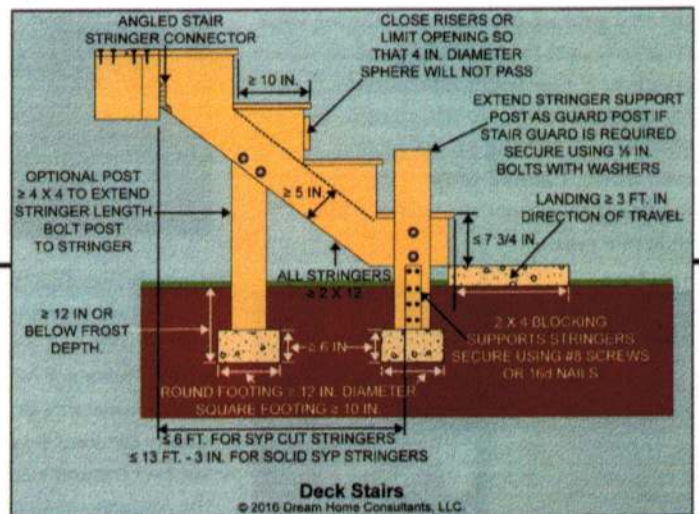 ANGLED STAIR
STRINGER CONNECTOR
≥ 10 IN.
CLOSE RISERS OR
LIMIT OPENING SO
THAT 4 IN. DIAMETER
SPHERE WILL NOT PASS
EXTEND STRINGER SUPPORT
POST AS GUARD POST IF
STAIR GUARD IS REQUIRED
SECURE USING ½ IN.
BOLTS WITH WASHERS
OPTIONAL POST
≥ 4 X 4 TO EXTEND
STRINGER LENGTH
BOLT POST
TO STRINGER
≥ 5 IN.
LANDING ≥ 3 FT. IN
DIRECTION OF TRAVEL
≤ 7 3/4 IN.
ALL STRINGERS
≥ 2 X 12
≥ 12 IN OR
BELOW FROST
DEPTH.
≥ 6 IN
2 X 4 BLOCKING
SUPPORTS STRINGERS
SECURE USING #8 SCREWS
OR 16d NAILS
ROUND FOOTING ≥ 12 IN. DIAMETER
SQUARE FOOTING ≥ 10 IN.
≤ 6 FT. FOR SYP CUT STRINGERS
≤ 13 FT. - 3 IN. FOR SOLID SYP STRINGERS
Deck Stairs
© 2016 Dream Home Consultants, LLC.